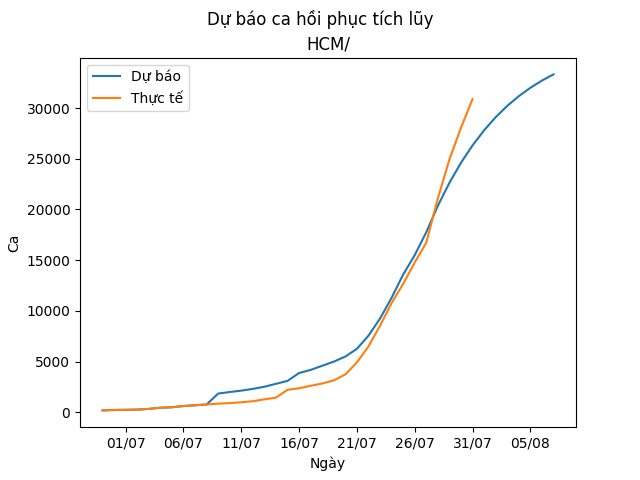 Dự báo ca hồi phục tích lũy
HCM/
Dự báo
Thực tế
30000
25000
20000
15000
10000
5000
0
Ca
01/07 06/07 11/07 16/07 21/07 26/07 31/07 05/08
Ngày